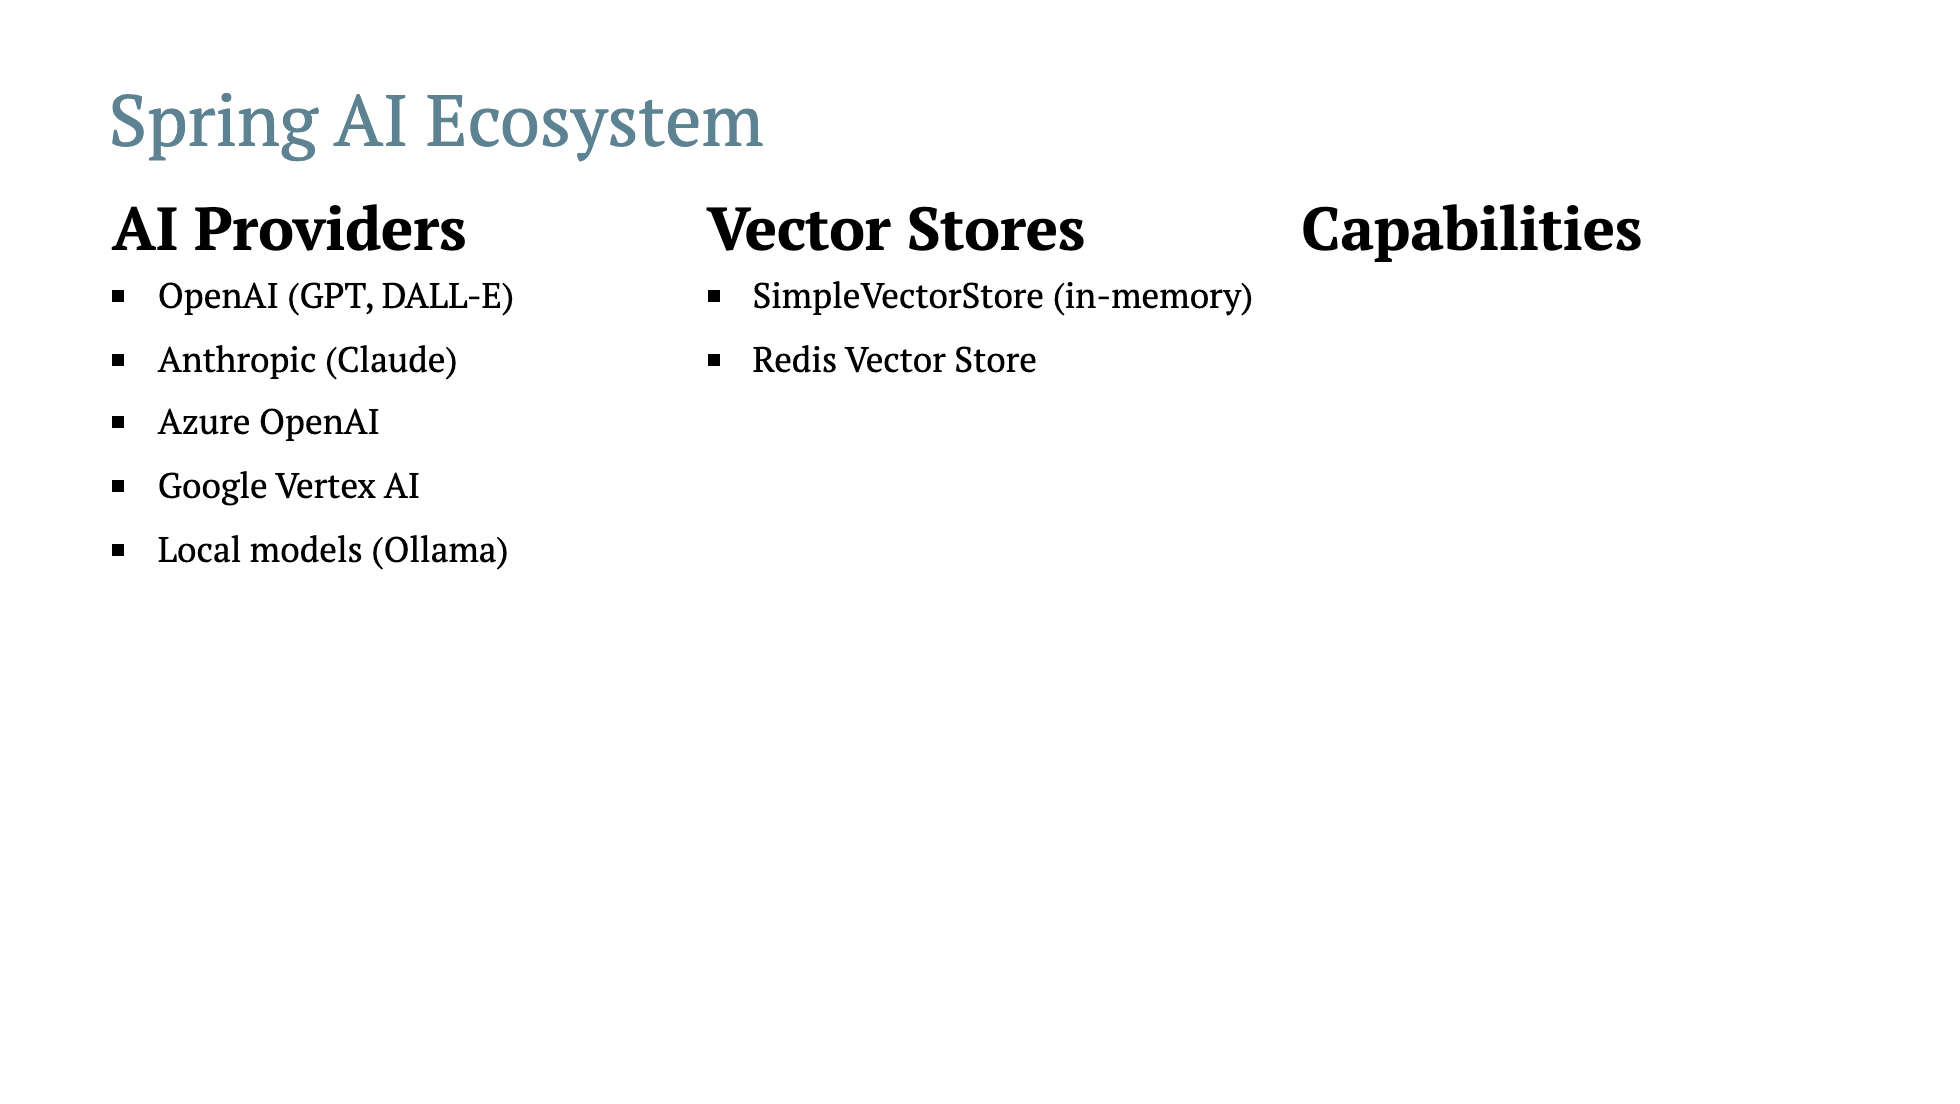 Spring AI Ecosystem
AI Providers
OpenAI (GPT, DALL-E)
Anthropic (Claude)
Azure OpenAI
Google Vertex AI
Local models (Ollama)
Vector Stores
SimpleVectorStore (in-memory)
Redis Vector Store
Capabilities